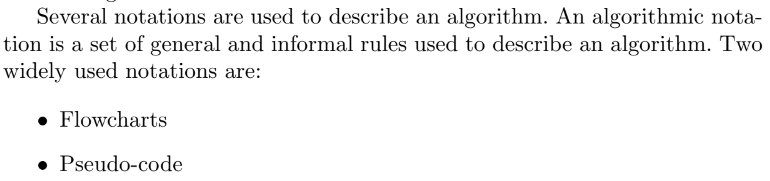 Several notations are used to describe an algorithm. An algorithmic nota-
tion is a set of general and informal rules used to describe an algorithm. Two
widely used notations are:
• Flowcharts
• Pseudo-code